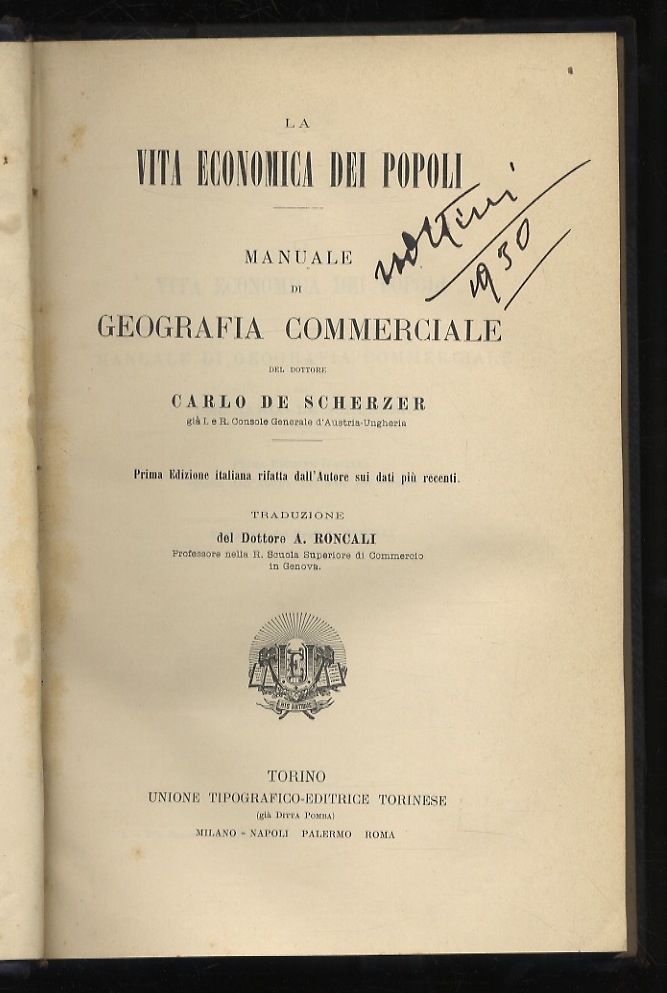 LA
VITA ECONOMICA DEI POPOLI
MANUALE
DI
GEOGRAFIA COMMERCIALE
DEL DOTTORE
CARLO DE SCHERZER
già I. e R. Console Generale d'Austria-Ungheria
Prima Edizione italiana rifatta dall'Autore sui dati più recenti.
TRADUZIONE
del Dottore A. RONCALI
Professore nella R. Scuola Superiore di Commercio
in Genova.
TORINO
UNIONE TIPOGRAFICO-EDITRICE TORINESE
(già DITTA POMBA)
MILANO - NAPOLI PALERMO ROMA
1930